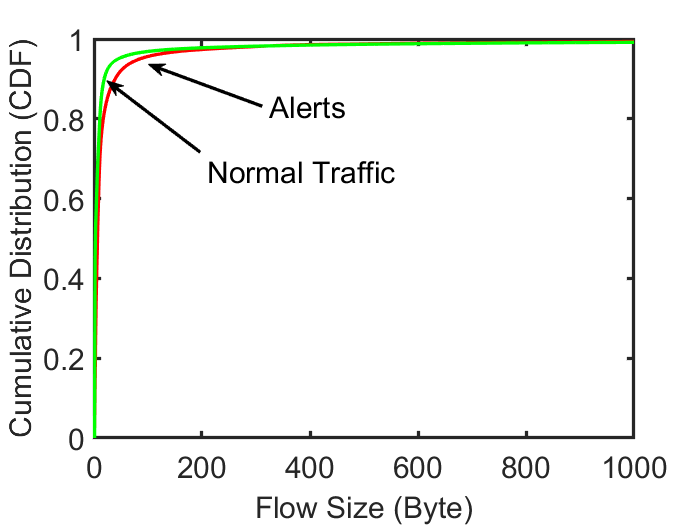 Cumulative Distribution (CDF)
1
0.8
0.6
0.4
0.2
0
Alerts
Normal Traffic
0 200 400 600 800 1000
Flow Size (Byte)